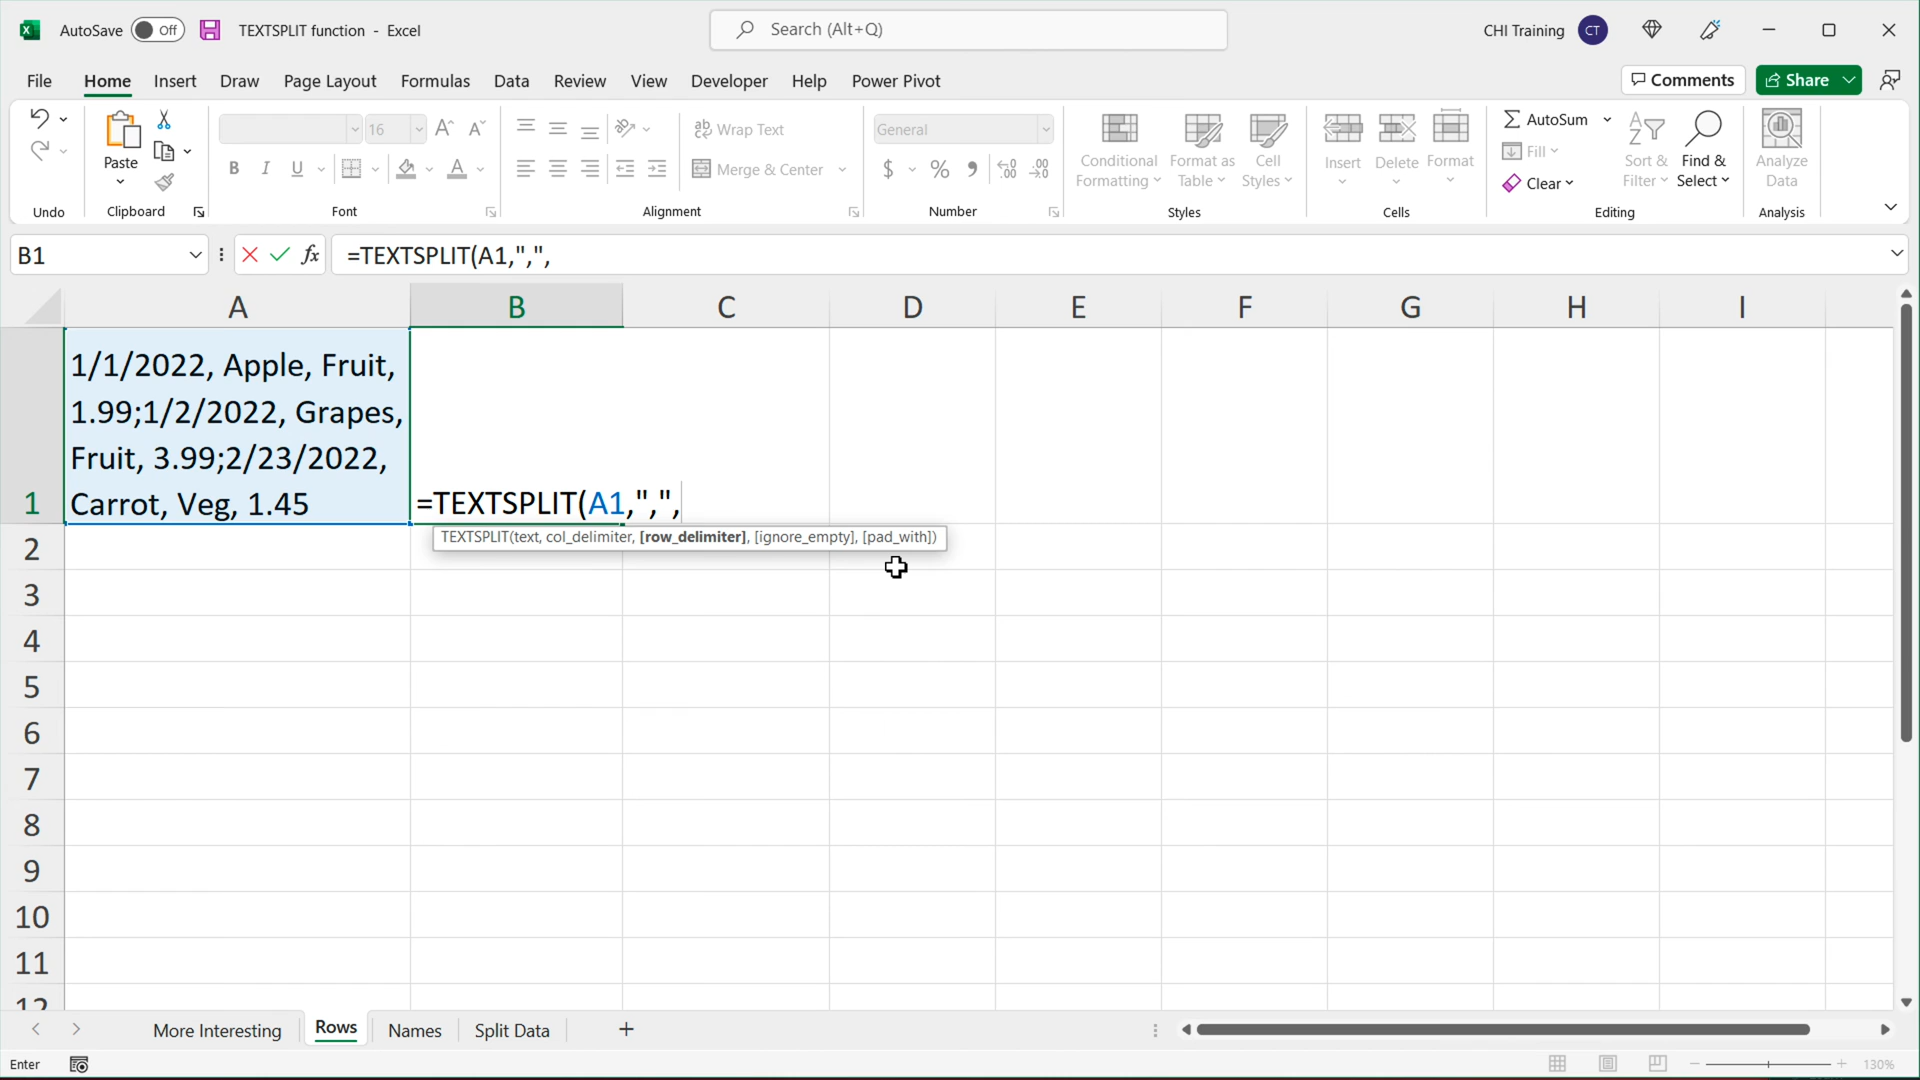 AutoSave Off TEXTSPLIT function - Excel Search (Alt+Q) CHI Training CT
File Home Insert Draw Page Layout Formulas Data Review View Developer Help Power Pivot Comments Share
16 Wrap Text General AutoSum
Paste B I U Merge & Center $ % Conditional Formatting Format as Table Cell Styles Insert Delete Format Fill Clear Sort & Filter Find & Select Analyze Data
Undo Clipboard Font Alignment Number Styles Cells Editing Analysis
B1 fx =TEXTSPLIT(A1,",",
A B C D E F G H I
1/1/2022, Apple, Fruit,
1.99;1/2/2022, Grapes,
Fruit, 3.99;2/23/2022,
1 Carrot, Veg, 1.45 =TEXTSPLIT(A1,",",
TEXTSPLIT(text, col_delimiter, [row_delimiter], [ignore_empty], [pad_with])
2
3
4
5
6
7
8
9
10
11
12
More Interesting Rows Names Split Data
Enter 130%